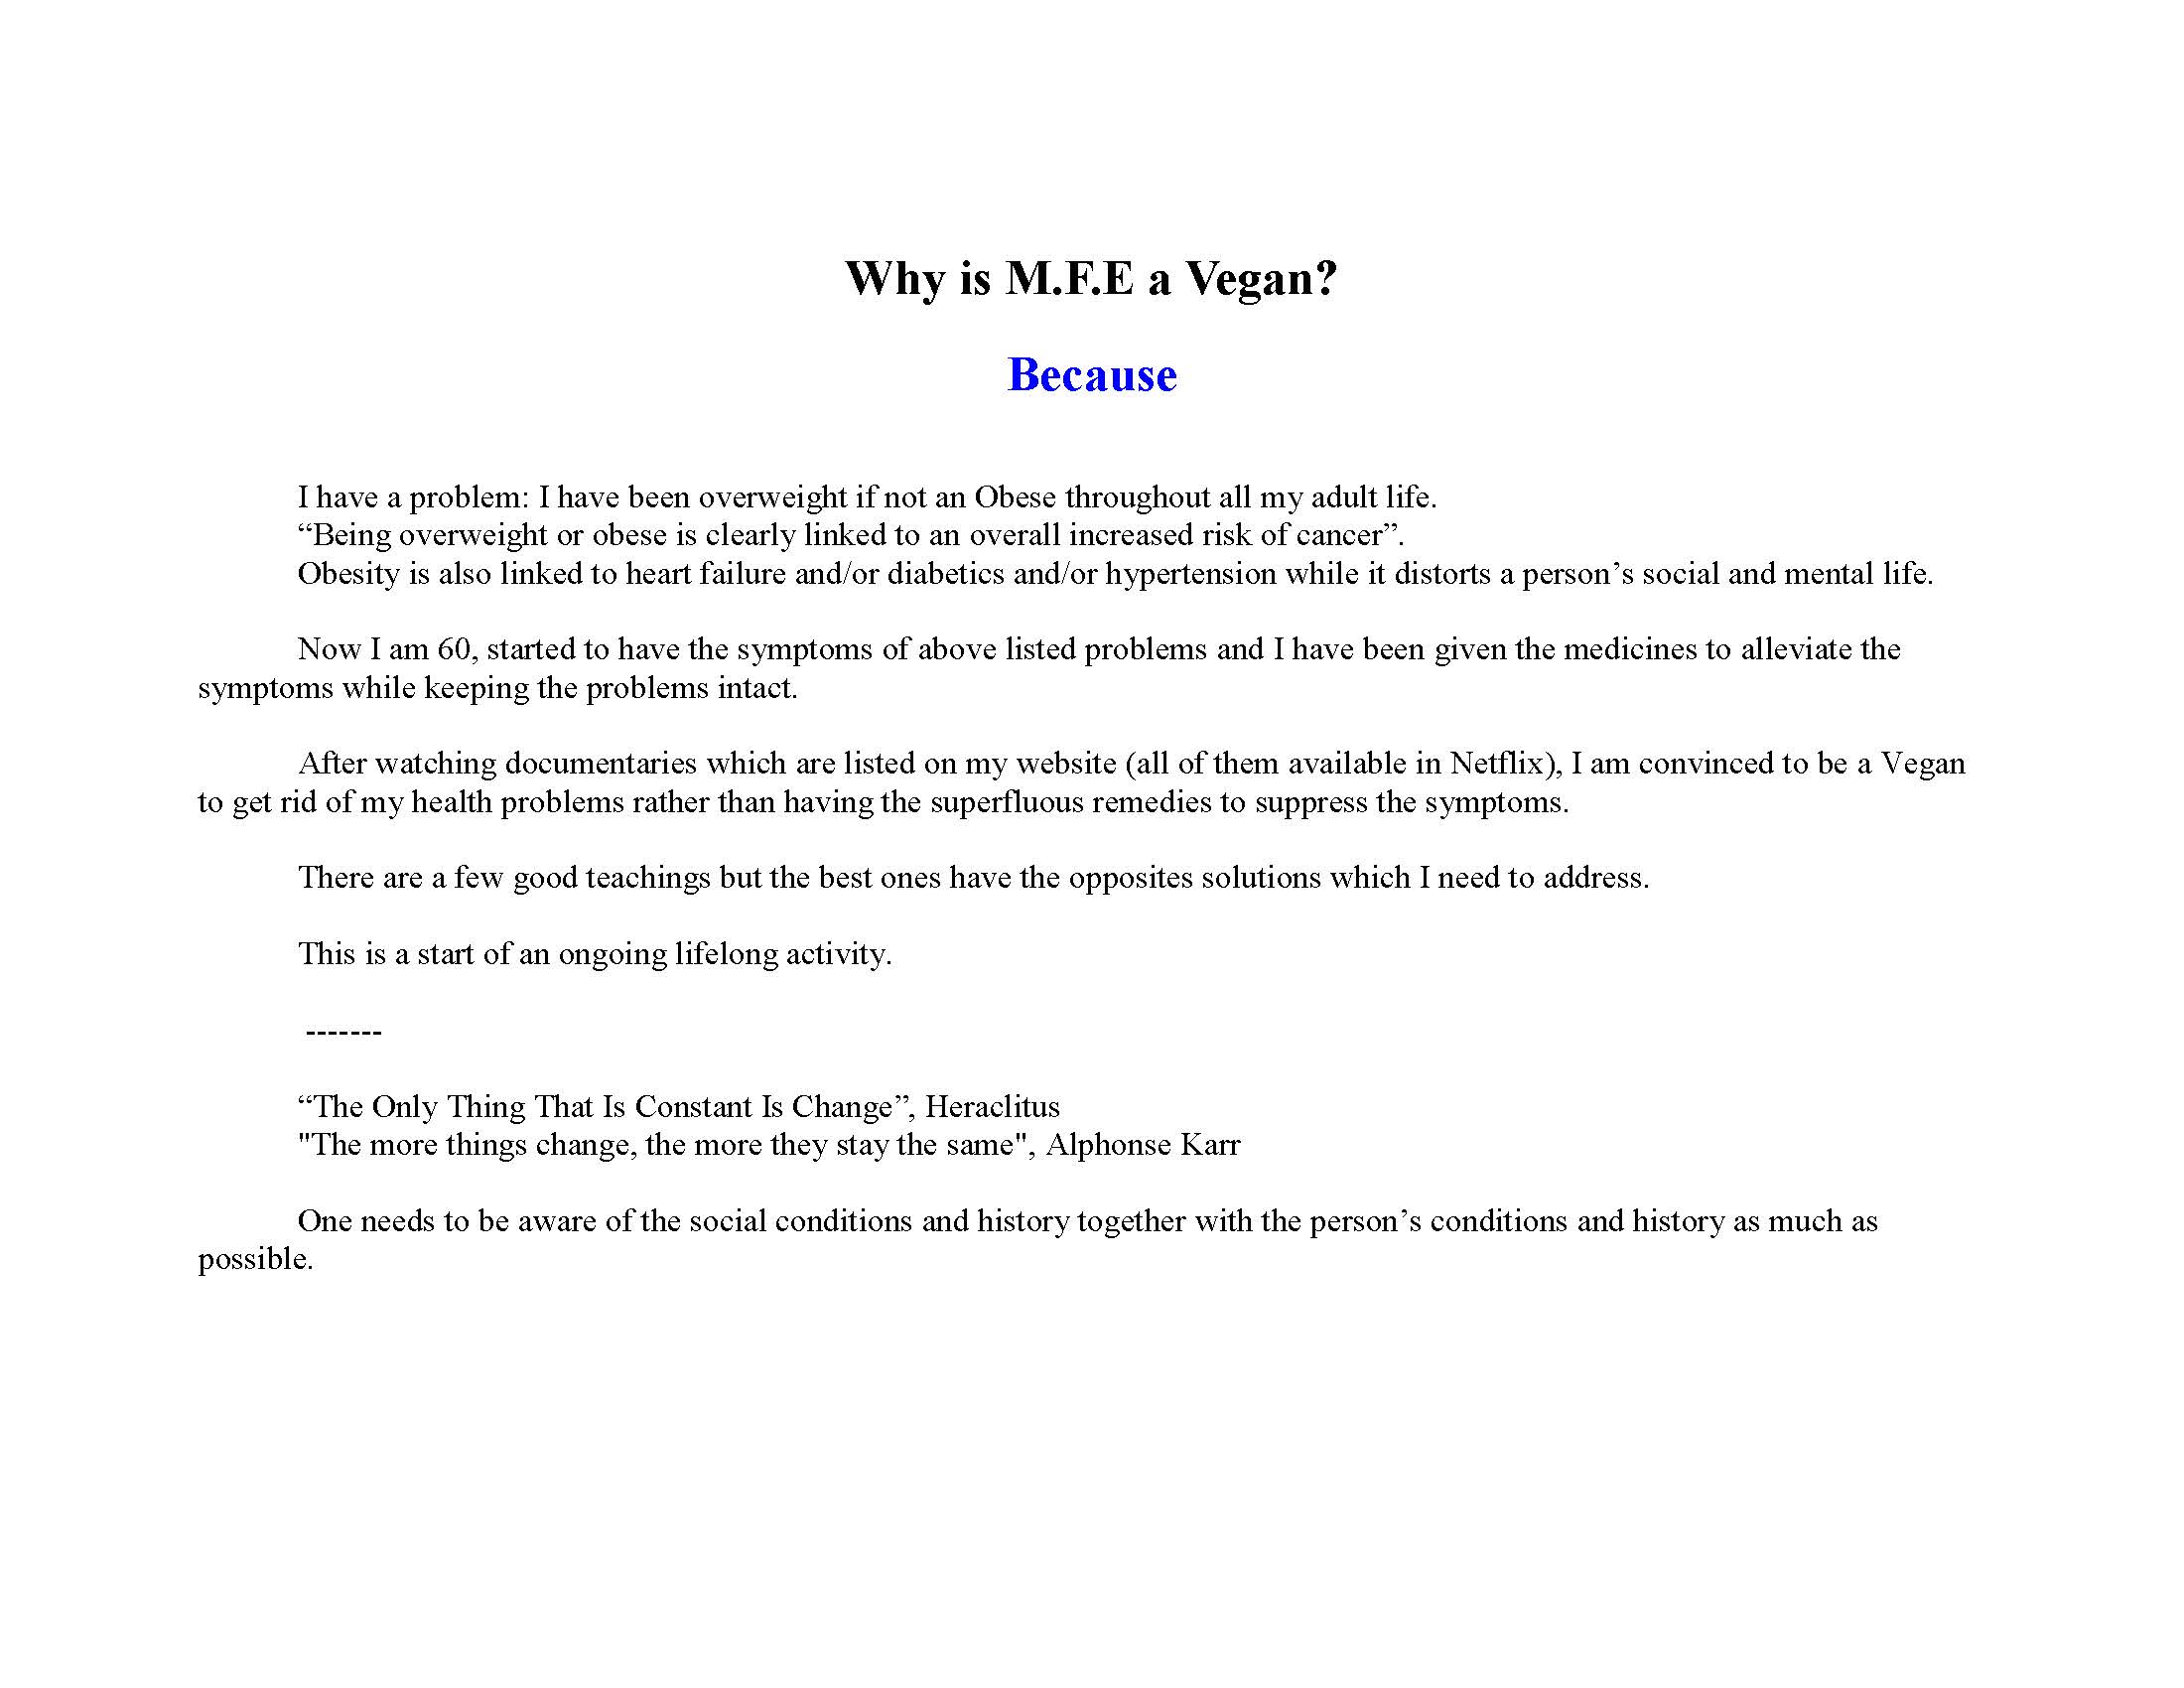 Why is M.F.E a Vegan?
Because
I have a problem: I have been overweight if not an Obese throughout all my adult life.
“Being overweight or obese is clearly linked to an overall increased risk of cancer”.
Obesity is also linked to heart failure and/or diabetics and/or hypertension while it distorts a person’s social and mental life.
Now I am 60, started to have the symptoms of above listed problems and I have been given the medicines to alleviate the
symptoms while keeping the problems intact.
After watching documentaries which are listed on my website (all of them available in Netflix), I am convinced to be a Vegan
to get rid of my health problems rather than having the superfluous remedies to suppress the symptoms.
There are a few good teachings but the best ones have the opposites solutions which I need to address.
This is a start of an ongoing lifelong activity.
-------
“The Only Thing That Is Constant Is Change”, Heraclitus
"The more things change, the more they stay the same", Alphonse Karr
One needs to be aware of the social conditions and history together with the person’s conditions and history as much as
possible.